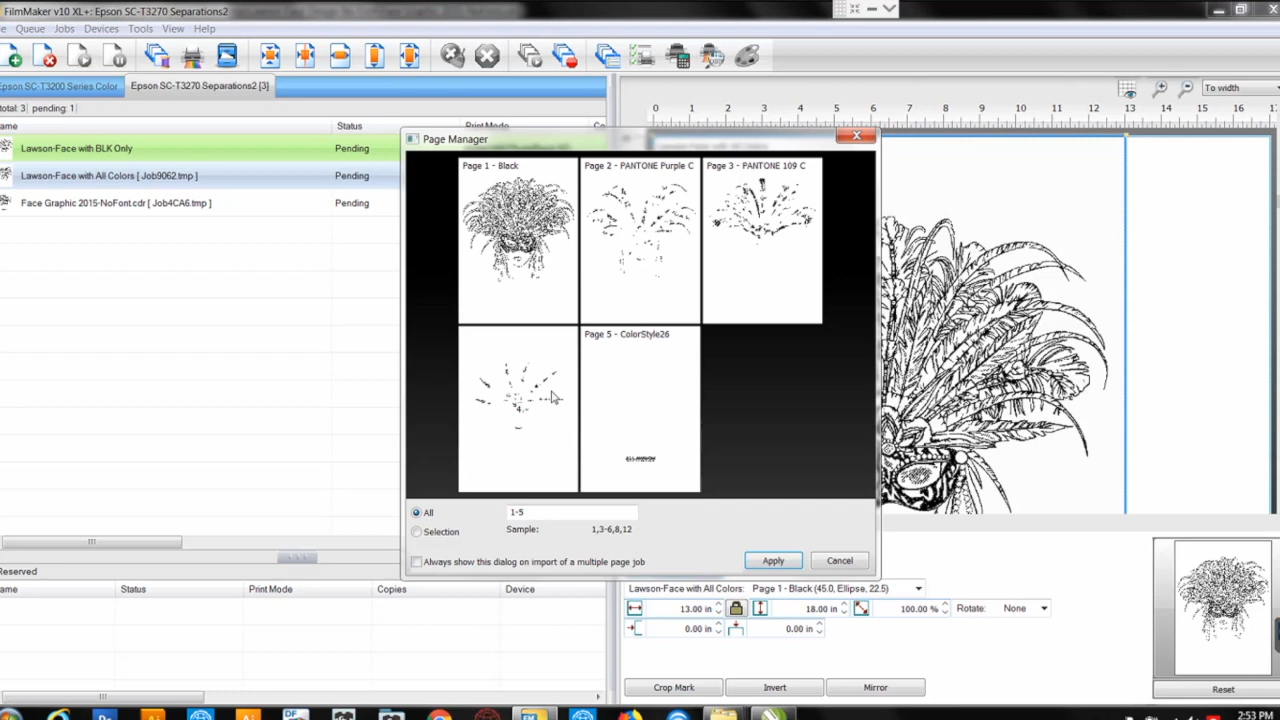 FilmMaker v10 XL+: Epson SC-T3270 Separations2
Queue Jobs Devices Tools View Help
Epson SC-T3200 Series Color
Epson SC-T3270 Separations2 [3]
To width
total: 3 pending: 1
0 1 2 3 4 5 6 7 8 9 10 11 12 13 14 15 16 17
Status
Print Mode
Lawson-Face with BLK Only Pending
Lawson-Face with All Colors [ Job9062.tmp ] Pending
Face Graphic 2015-NoFont.cdr [ Job4CA6.tmp ] Pending
Page Manager
Page 1 - Black
Page 2 - PANTONE Purple C
Page 3 - PANTONE 109 C
Page 5 - ColorStyle26
All 1-5
Selection Sample: 1,3-6,8,12
Always show this dialog on import of a multiple page job
Apply Cancel
Reserved
Status Print Mode Copies Device
Lawson-Face with All Colors: Page 1 - Black (45.0, Ellipse, 22.5)
13.00 in 18.00 in 100.00 % Rotate: None
0.00 in 0.00 in
Crop Mark Invert Mirror
Reset
2:53 PM